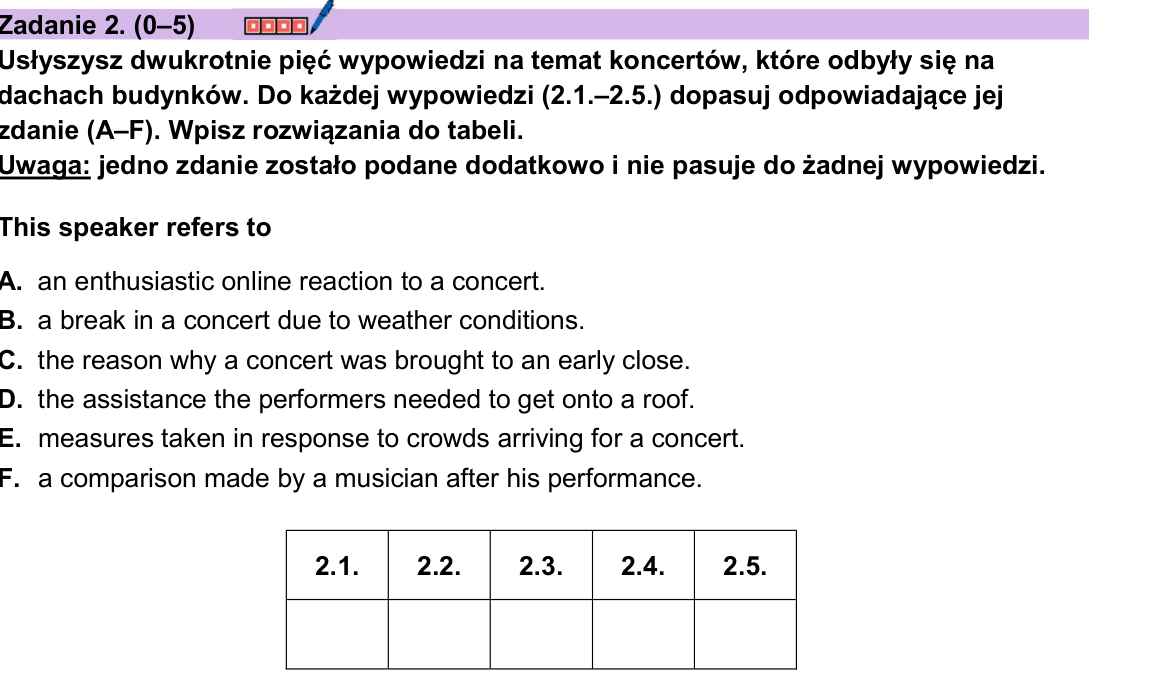 Zadanie 2. (0–5)
Usłyszysz dwukrotnie pięć wypowiedzi na temat koncertów, które odbyły się na
dachach budynków. Do każdej wypowiedzi (2.1.–2.5.) dopasuj odpowiadające jej
zdanie (A–F). Wpisz rozwiązania do tabeli.
Uwaga: jedno zdanie zostało podane dodatkowo i nie pasuje do żadnej wypowiedzi.
This speaker refers to
A. an enthusiastic online reaction to a concert.
B. a break in a concert due to weather conditions.
C. the reason why a concert was brought to an early close.
D. the assistance the performers needed to get onto a roof.
E. measures taken in response to crowds arriving for a concert.
F. a comparison made by a musician after his performance.
2.1. 2.2. 2.3. 2.4. 2.5.